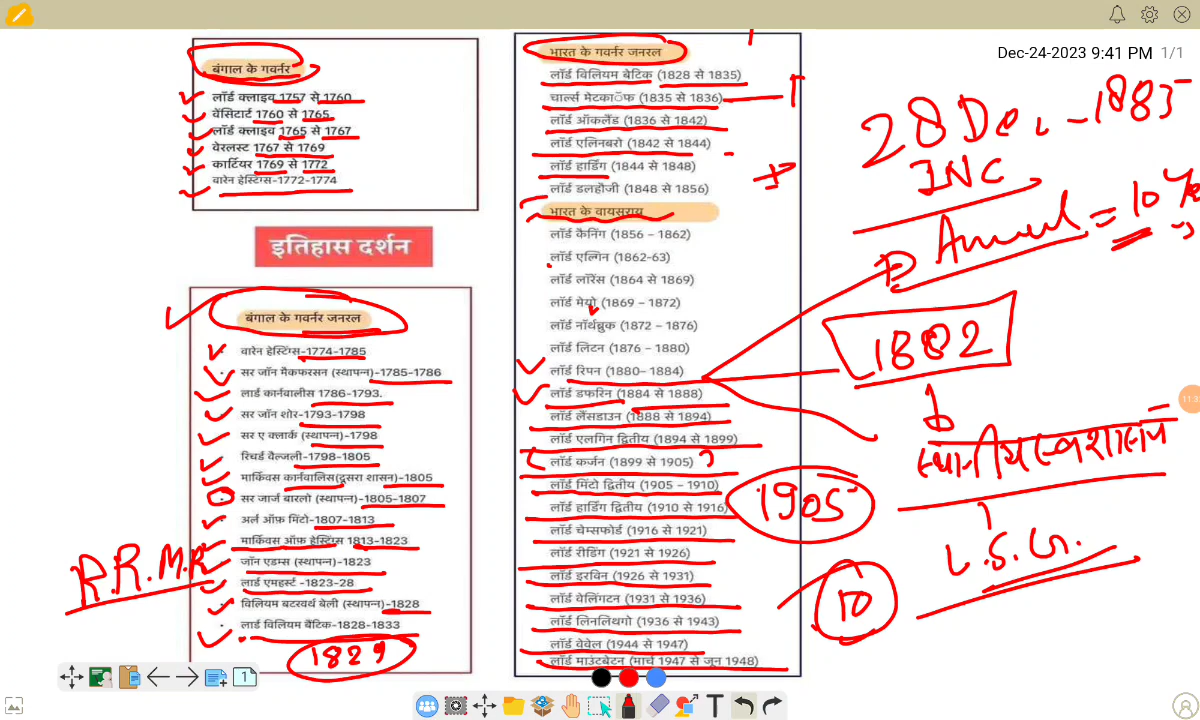 Dec-24-2023 9:41 PM 1/1
बंगाल के गवर्नर
लॉर्ड क्लाइव 1757 से 1760
वेंसिटार्ट 1760 से 1765
लॉर्ड क्लाइव 1765 से 1767
वेरलस्ट 1767 से 1769
कार्टियर 1769 से 1772
वारेन हेस्टिंग्स-1772-1774
इतिहास दर्शन
बंगाल के गवर्नर जनरल
वारेन हेस्टिंग्स-1774-1785
सर जॉन मैकफरसन (स्थापन्न)-1785-1786
लार्ड कार्नवालीस 1786-1793.
सर जॉन शोर-1793-1798
सर ए क्लार्क (स्थापन्न)-1798
रिचर्ड वैल्जली-1798-1805
मार्किवस कार्नवालिस(दुसरा शासन)-1805
सर जार्ज बारलो (स्थापन्न)-1805-1807
अर्ल ऑफ़ मिंटो-1807-1813
मार्किवस ऑफ़ हेस्टिंग्स 1813-1823
जॉन एडम्स (स्थापन्न)-1823
लार्ड एमहर्स्ट -1823-28
विलियम बटरवर्थ बेली (स्थापन्न)-1828
लार्ड विलियम बैंटिक-1828-1833
1829
R.R.M.R
भारत के गवर्नर जनरल
लॉर्ड विलियम बेटिक (1828 से 1835)
चार्ल्स मेटकाॅफ (1835 से 1836)
लॉर्ड ऑकलैंड (1836 से 1842)
लॉर्ड एलिनबरो (1842 से 1844)
लॉर्ड हार्डिंग (1844 से 1848)
लॉर्ड डलहौजी (1848 से 1856)
भारत के वायसराय
लॉर्ड कैनिंग (1856 – 1862)
लॉर्ड एल्गिन (1862-63)
लॉर्ड लॉरेंस (1864 से 1869)
लॉर्ड मेयो (1869 – 1872)
लॉर्ड नॉर्थब्रुक (1872 – 1876)
लॉर्ड लिटन (1876 – 1880)
लॉर्ड रिपन (1880– 1884)
लॉर्ड डफरिन (1884 से 1888)
लॉर्ड लैंसडाउन (1888 से 1894)
लॉर्ड एलगिन द्वितीय (1894 से 1899)
लॉर्ड कर्जन (1899 से 1905)
लॉर्ड मिंटो द्वितीय (1905 – 1910)
लॉर्ड हार्डिंग द्वितीय (1910 से 1916)
लॉर्ड चेम्सफोर्ड (1916 से 1921)
लॉर्ड रीडिंग (1921 से 1926)
लॉर्ड इरविन (1926 से 1931)
लॉर्ड वेलिंगटन (1931 से 1936)
लॉर्ड लिनलिथगो (1936 से 1943)
लॉर्ड वेवेल (1944 से 1947)
लॉर्ड माउंटबेटन (मार्च 1947 से जून 1948)
28 Dec - 1885
INC
= 10
1882
स्थानीय स्वशासन
L.S.G.
1905
10
1
T